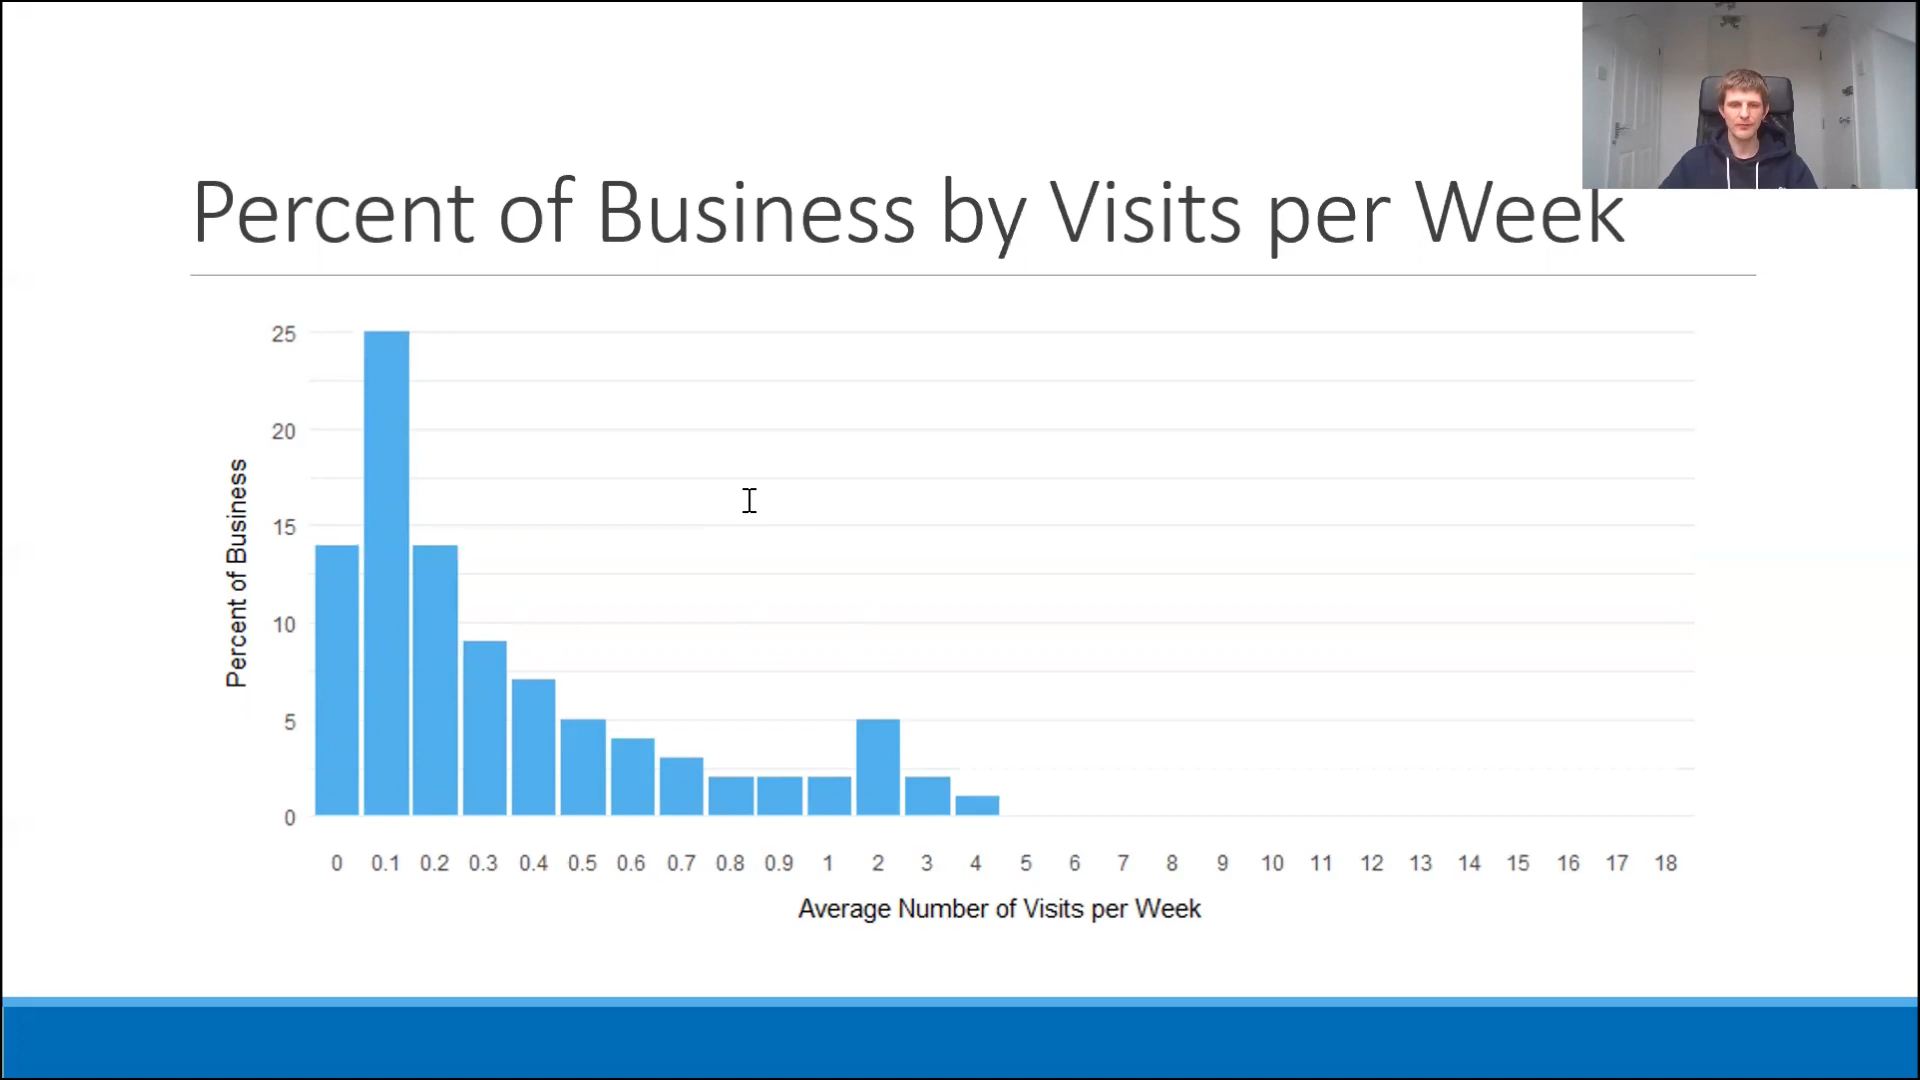 Percent of Business by Visits per Week
25
20
15
10
5
0
Percent of Business
0 0.1 0.2 0.3 0.4 0.5 0.6 0.7 0.8 0.9 1 2 3 4 5 6 7 8 9 10 11 12 13 14 15 16 17 18
Average Number of Visits per Week